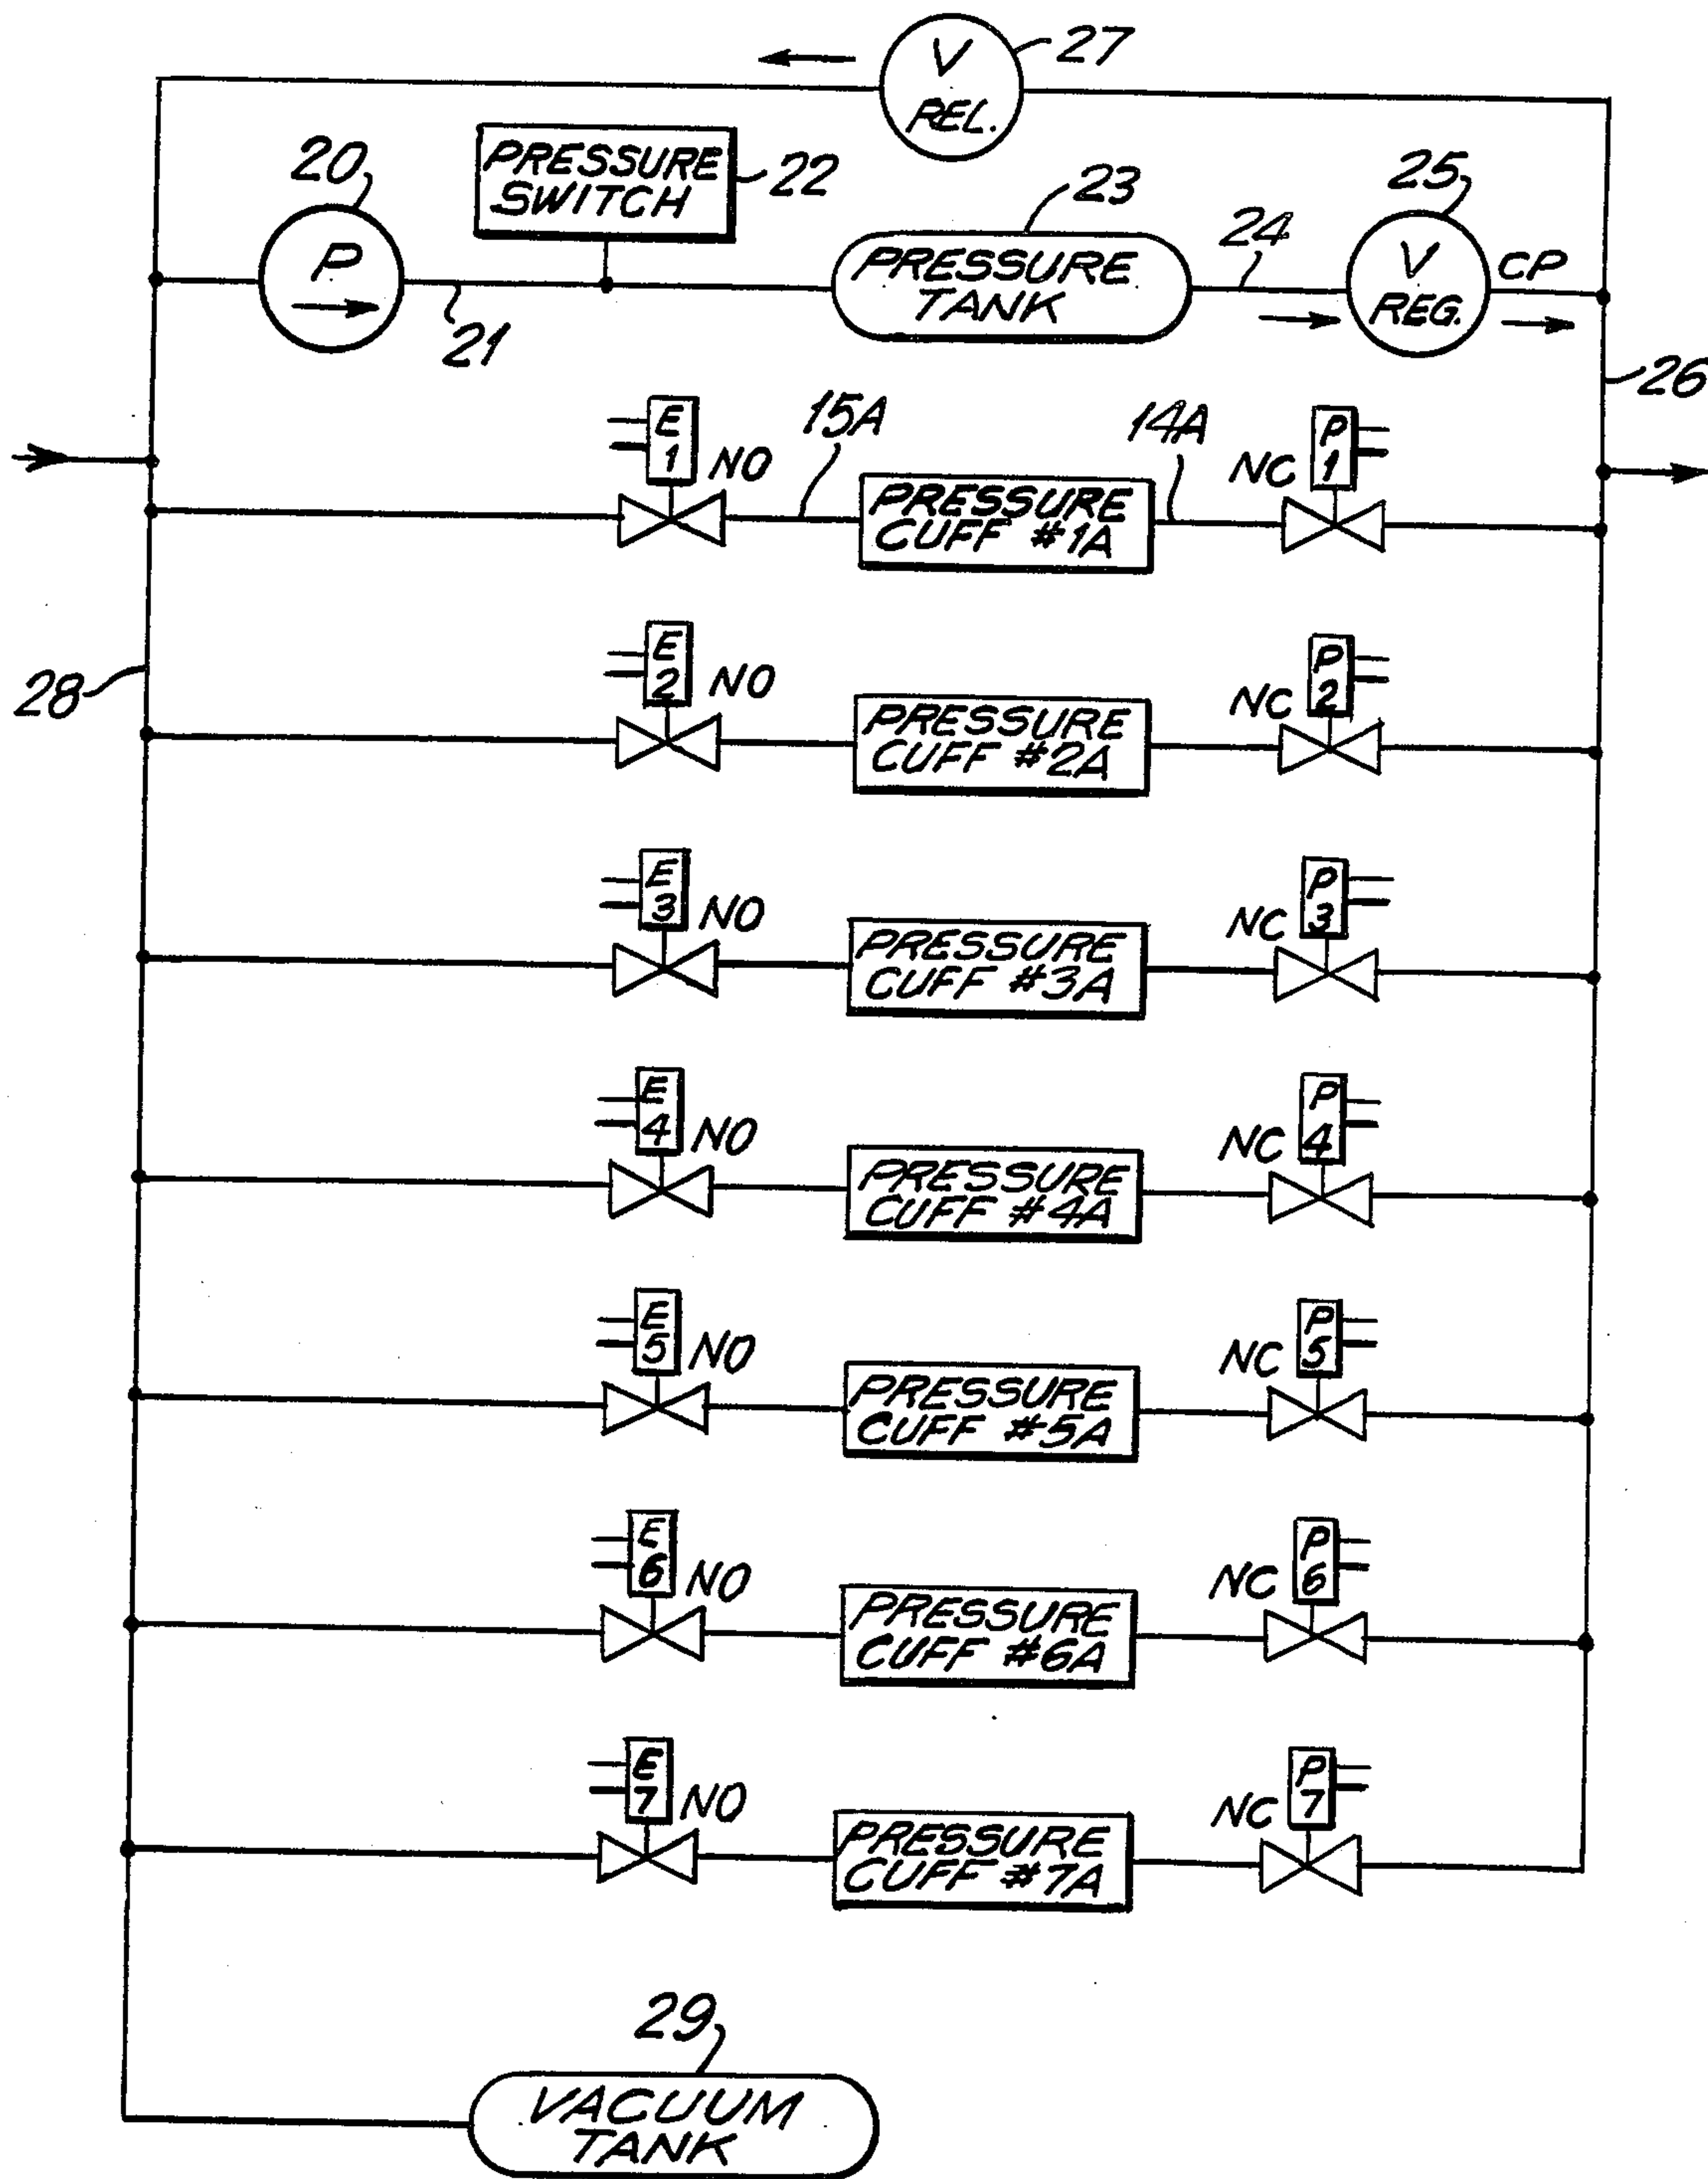 V
REL.
27
20
PRESSURE
SWITCH
22
23
24
25
P
21
PRESSURE
TANK
V
REG.
CP
26
E
1
NO
15A
PRESSURE
CUFF #1A
14A
NC
P
1
28
E
2
NO
PRESSURE
CUFF #2A
NC
P
2
E
3
NO
PRESSURE
CUFF #3A
NC
P
3
E
4
NO
PRESSURE
CUFF #4A
NC
P
4
E
5
NO
PRESSURE
CUFF #5A
NC
P
5
E
6
NO
PRESSURE
CUFF #6A
NC
P
6
E
7
NO
PRESSURE
CUFF #7A
NC
P
7
29
VACUUM
TANK